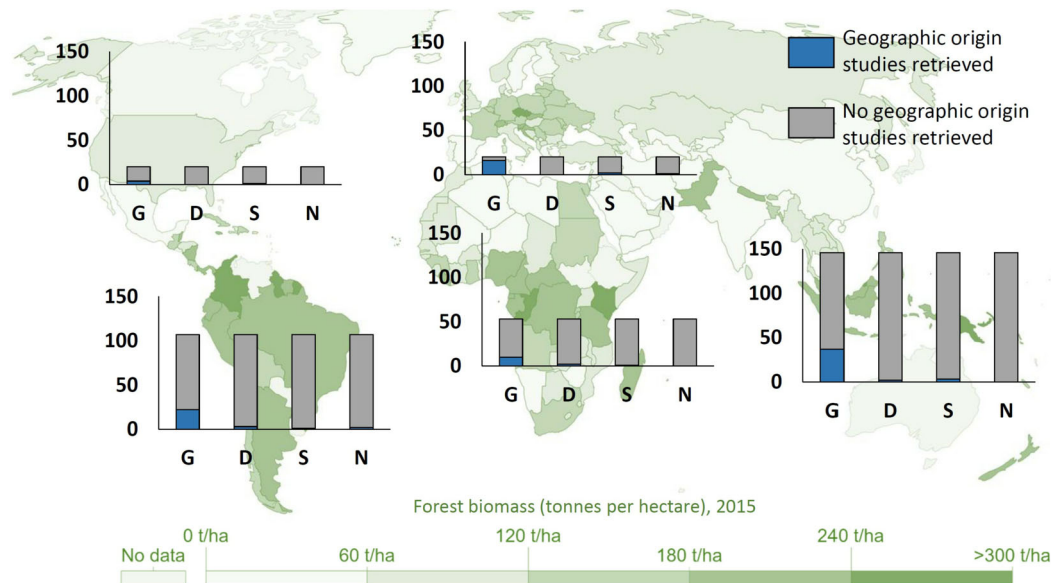 150
100
50
0
G D S N
150
100
50
0
G D S N
Geographic origin
studies retrieved
No geographic origin
studies retrieved
150
100
50
0
G D S N
150
100
50
0
G D S N
150
100
50
0
G D S N
Forest biomass (tonnes per hectare), 2015
0 t/ha 120 t/ha 240 t/ha
No data 60 t/ha 180 t/ha >300 t/ha